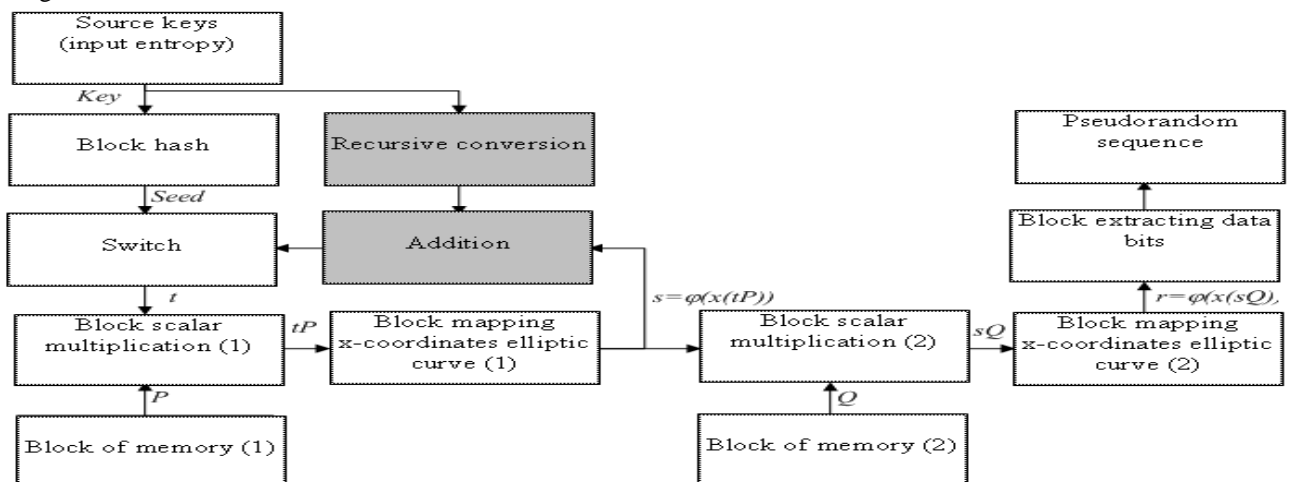 Source keys
(input entropy)
Key
Block hash
Recursive conversion
Pseudorandom
sequence
Seed
Switch
Addition
Block extracting data
bits
t
s=φ(x(tP))
r=φ(x(sQ),
Block scalar
multiplication (1)
tP
Block mapping
x-coordinates elliptic
curve (1)
Block scalar
multiplication (2)
sQ
Block mapping
x-coordinates elliptic
curve (2)
P
Q
Block of memory (1)
Block of memory (2)